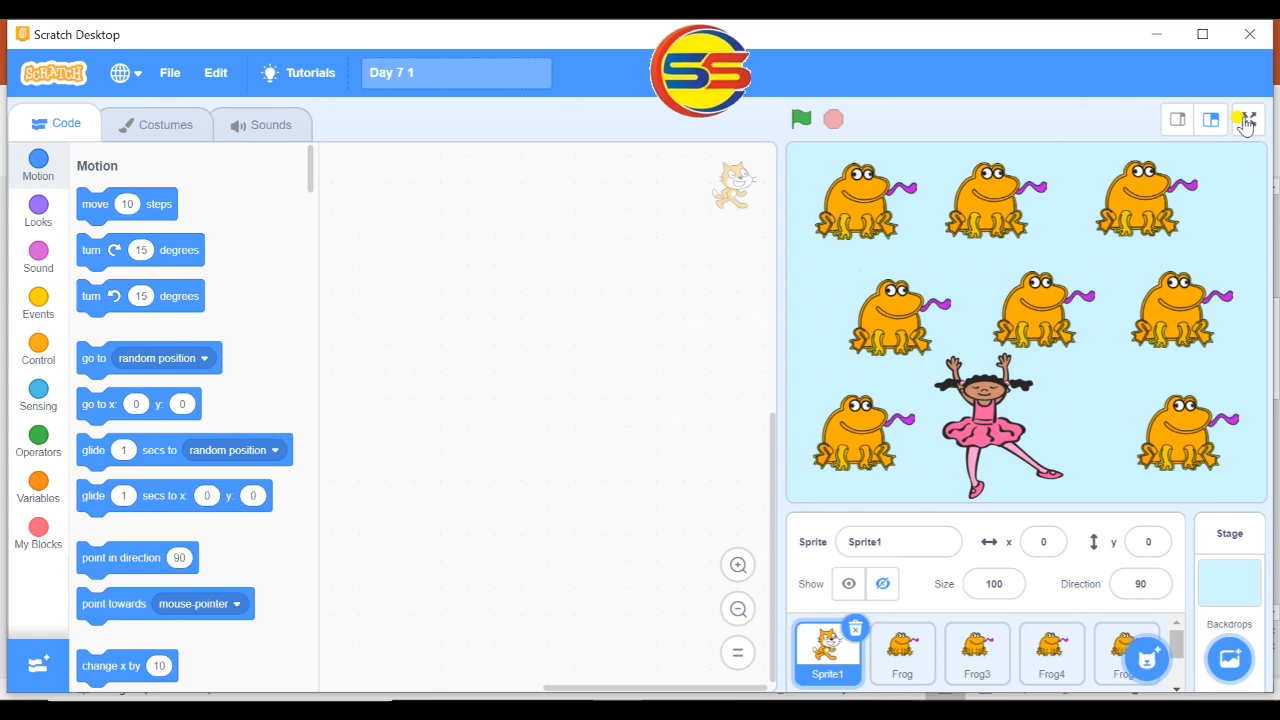 Scratch Desktop
SCRATCH File Edit Tutorials Day 7 1
SS
Code Costumes Sounds
Motion
Looks
Sound
Events
Control
Sensing
Operators
Variables
My Blocks
Motion
move 10 steps
turn 15 degrees
turn 15 degrees
go to random position
go to x: 0 y: 0
glide 1 secs to random position
glide 1 secs to x: 0 y: 0
point in direction 90
point towards mouse-pointer
change x by 10
Sprite Sprite1 x 0 y 0
Show Size 100 Direction 90
Sprite1 Frog Frog3 Frog4
Stage
Backdrops